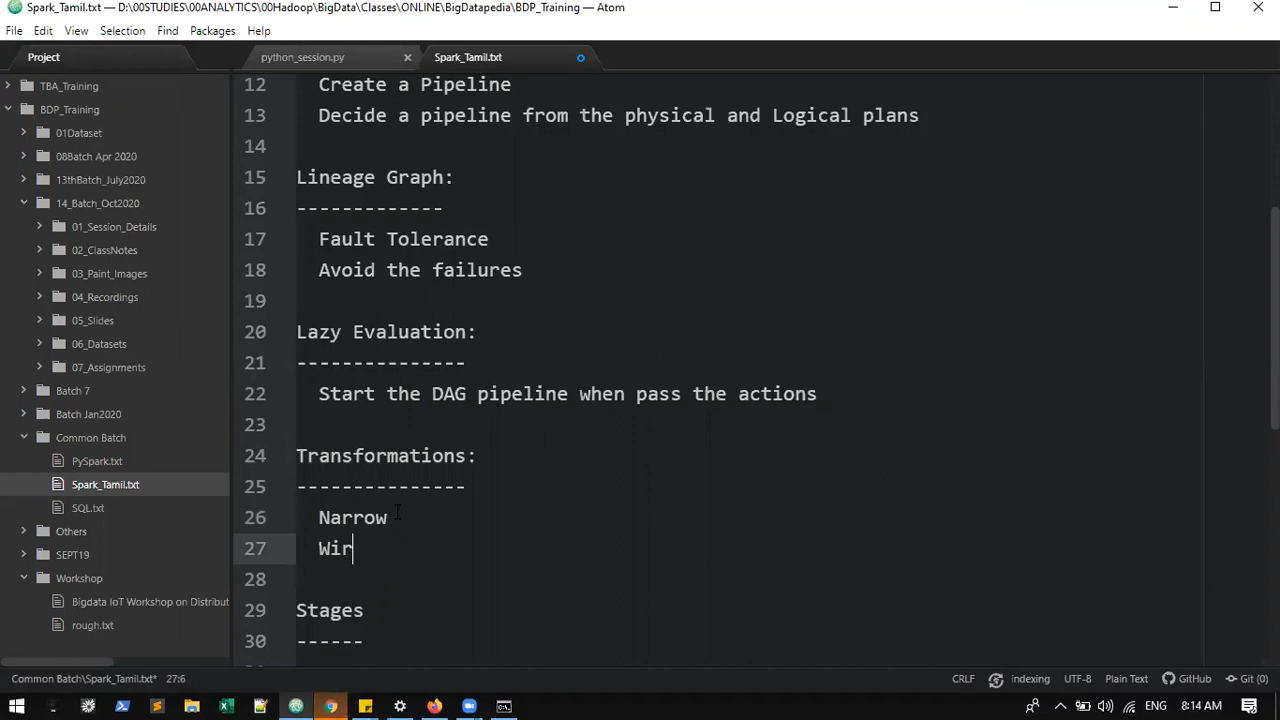 Spark_Tamil.txt — D:\00STUDIES\00ANALYTICS\00Hadoop\BigData\Classes\ONLINE\BigDatapedia\BDP_Training — Atom
File Edit View Selection Find Packages Help
Project
python_session.py
Spark_Tamil.txt
TBA_Training
BDP_Training
01Dataset
08Batch Apr 2020
13thBatch_July2020
14_Batch_Oct2020
01_Session_Details
02_ClassNotes
03_Paint_Images
04_Recordings
05_Slides
06_Datasets
07_Assignments
Batch 7
Batch Jan2020
Common Batch
PySpark.txt
Spark_Tamil.txt
SQL.txt
Others
SEPT19
Workshop
Bigdata IoT Workshop on Distribut
rough.txt
12 Create a Pipeline
13 Decide a pipeline from the physical and Logical plans
14
15 Lineage Graph:
16 -------------
17 Fault Tolerance
18 Avoid the failures
19
20 Lazy Evaluation:
21 ---------------
22 Start the DAG pipeline when pass the actions
23
24 Transformations:
25 ---------------
26 Narrow
27 Wir
28
29 Stages
30 ------
Common Batch\Spark_Tamil.txt* 27:6
CRLF Indexing UTF-8 Plain Text GitHub Git (0)
ENG 8:14 AM